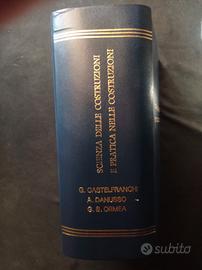 SCIENZA DELLE COSTRUZIONI
E PRATICA NELLE COSTRUZIONI
G. CASTELFRANCHI
A. DANUSSO
G. B. ORMEA
subito